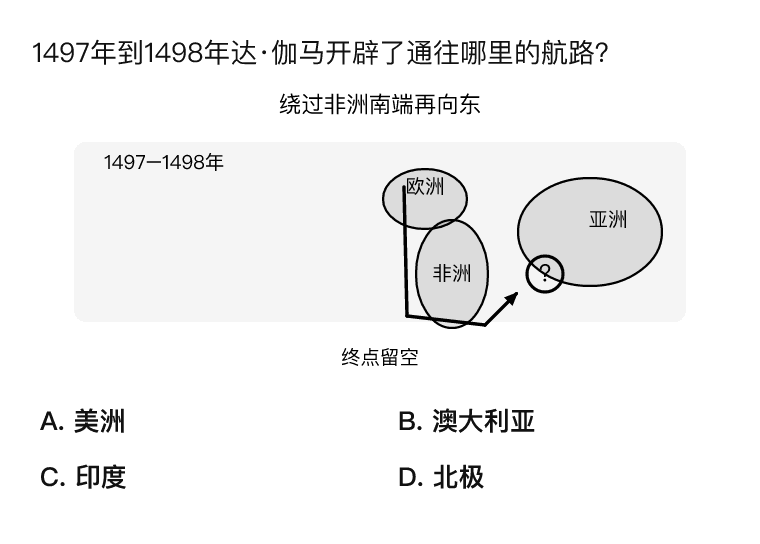 1497年到1498年达·伽马开辟了通往哪里的航路?
绕过非洲南端再向东
1497—1498年
欧洲
亚洲
非洲
?
终点留空
A. 美洲
B. 澳大利亚
C. 印度
D. 北极